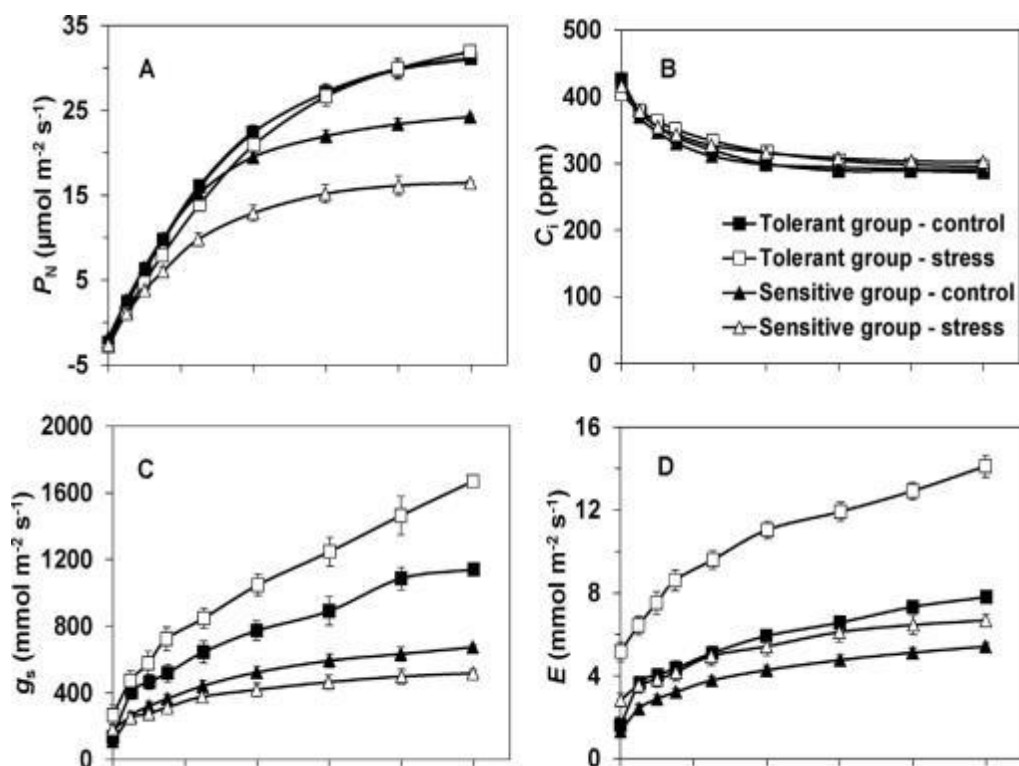 35
25
15
5
-5
A
P_N (µmol m⁻² s⁻¹)
500
400
300
200
100
0
B
C_i (ppm)
Tolerant group - control
Tolerant group - stress
Sensitive group - control
Sensitive group - stress
2000
1600
1200
800
400
0
C
g_s (mmol m⁻² s⁻¹)
16
12
8
4
0
D
E (mmol m⁻² s⁻¹)